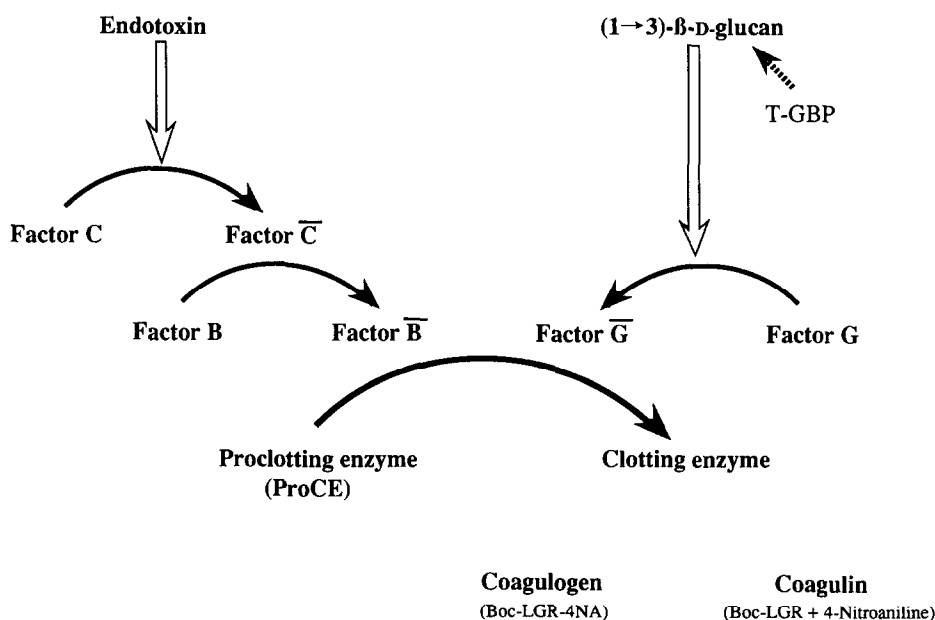 Endotoxin
(1→3)-ß-D-glucan
T-GBP
Factor C
Factor C̅
Factor B
Factor B̅
Factor G̅
Factor G
Proclotting enzyme
(ProCE)
Clotting enzyme
Coagulogen
(Boc-LGR-4NA)
Coagulin
(Boc-LGR + 4-Nitroaniline)